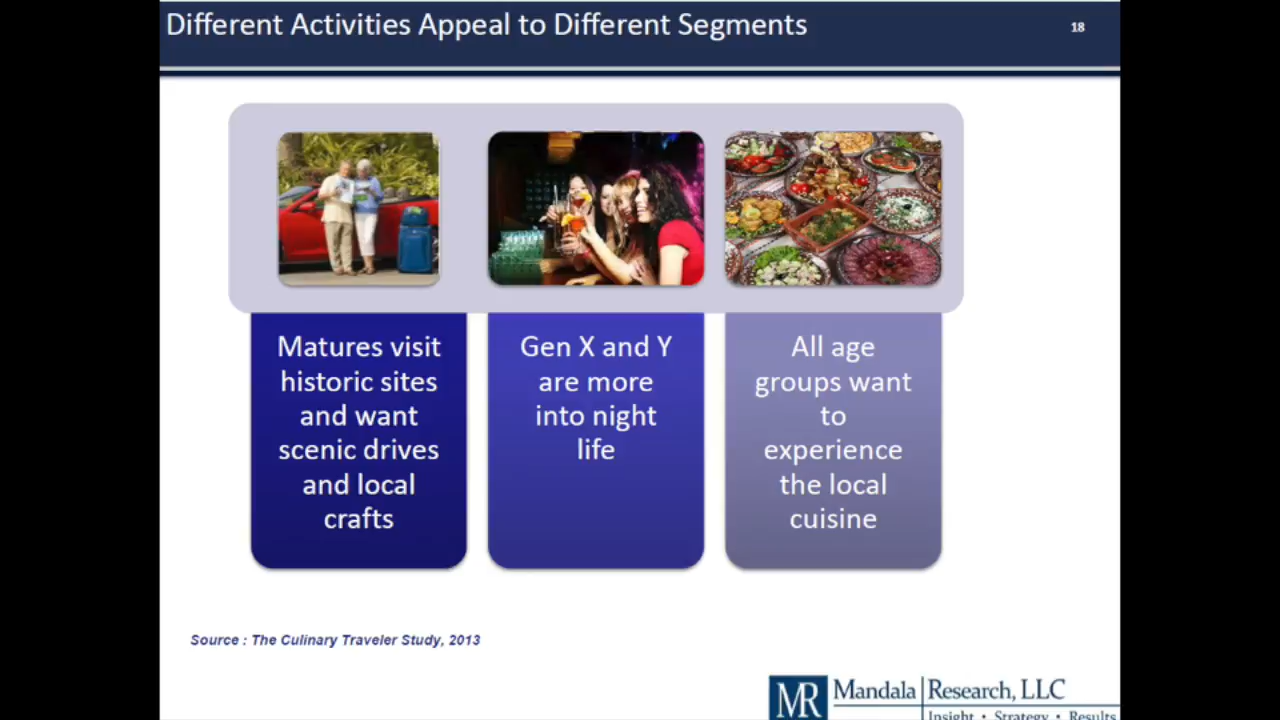 Different Activities Appeal to Different Segments
18
Matures visit
historic sites
and want
scenic drives
and local
crafts
Gen X and Y
are more
into night
life
All age
groups want
to
experience
the local
cuisine
Source : The Culinary Traveler Study, 2013
MR
Mandala Research, LLC
Insight • Strategy • Results